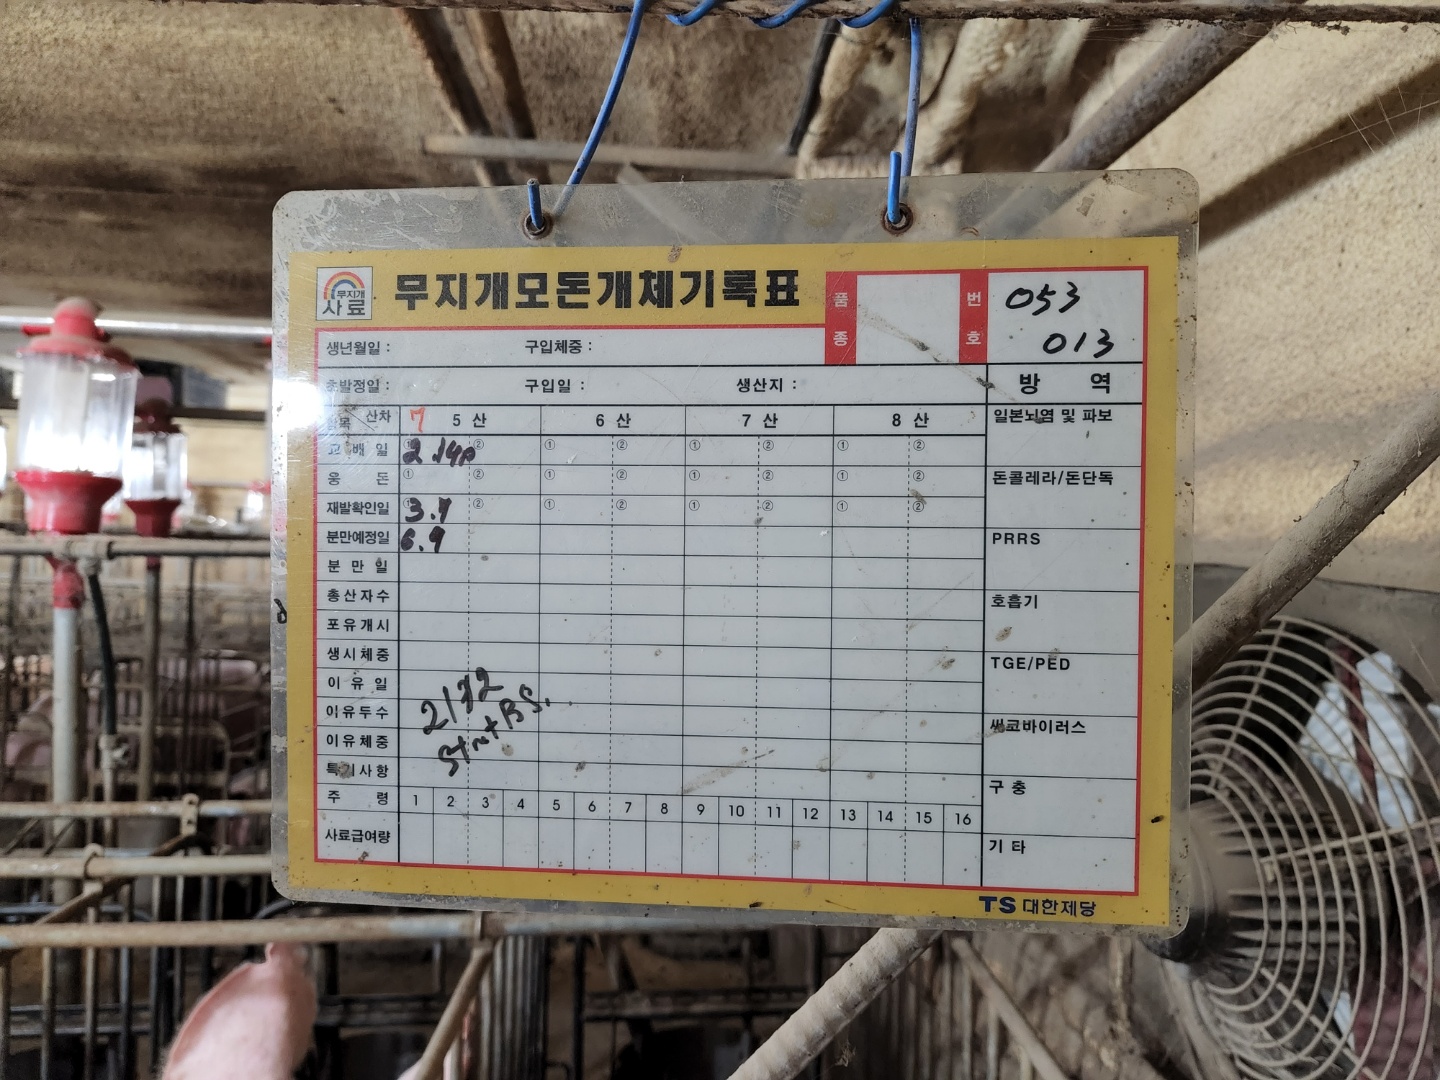 무지개
사료
무지개모돈개체기록표
품종
번호
053
013
생년월일 : 구입체중 :
초발정일 : 구입일 : 생산지 :
방 역
항목 산차 7 5 산 6 산 7 산 8 산
교 배 일 ① ② ① ② ① ② ① ②
웅 돈 ① ② ① ② ① ② ① ②
재발확인일 3.7 ② ① ② ① ② ① ②
분만예정일 6.9
분 만 일
총산자수
포유개시
생시체중
이 유 일
이유두수
이유체중
특기사항
주 령 1 2 3 4 5 6 7 8 9 10 11 12 13 14 15 16
사료급여량
일본뇌염 및 파보
돈콜레라/돈단독
PRRS
호흡기
TGE/PED
써코바이러스
구 충
기 타
TS 대한제당